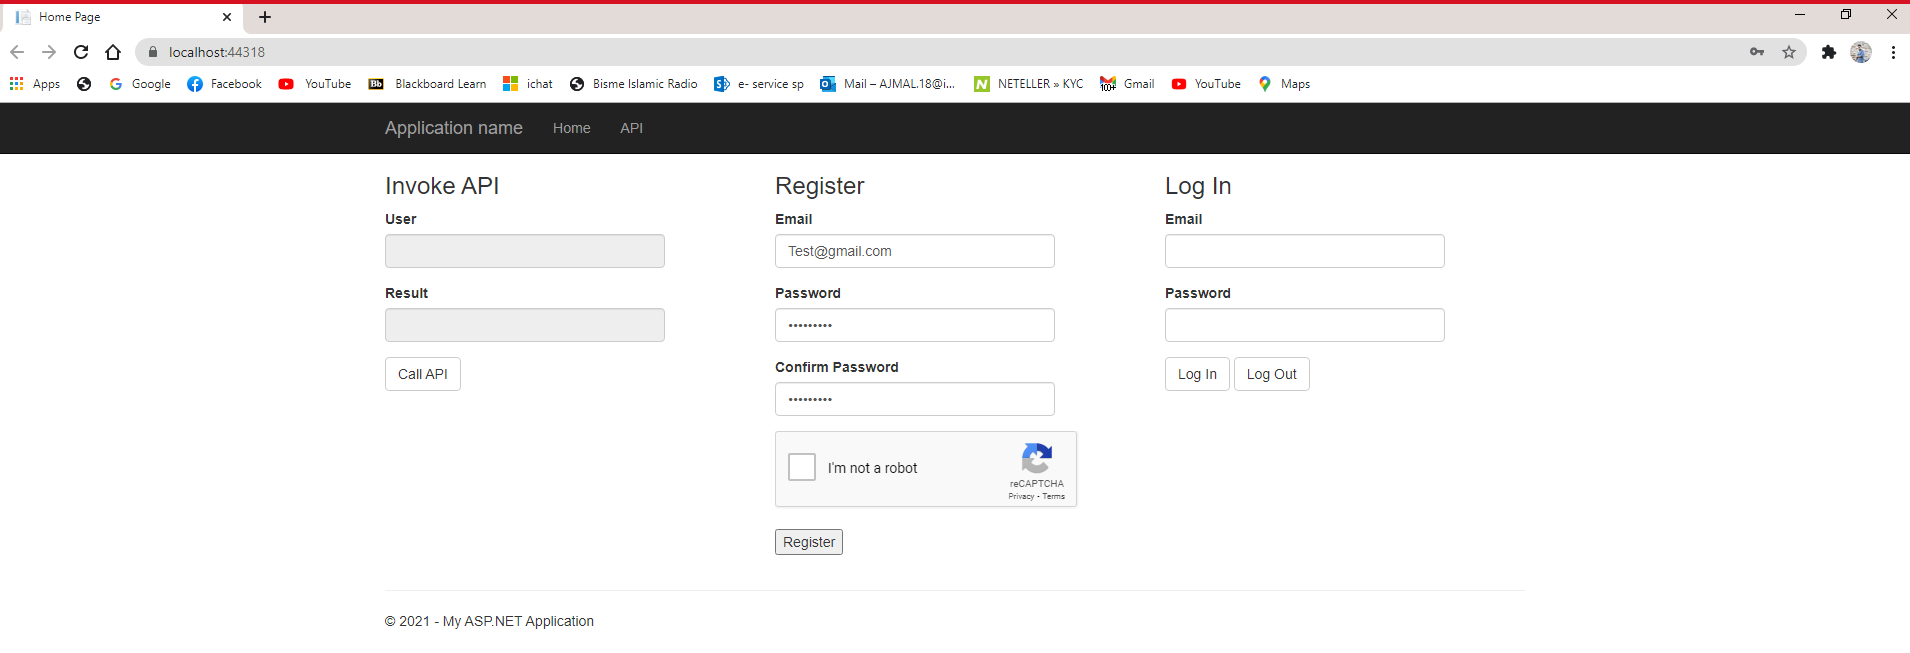 Home Page
localhost:44318
Apps Google Facebook YouTube Bb Blackboard Learn ichat Bisme Islamic Radio e- service sp Mail – AJMAL.18@i... NETELLER » KYC 100+ Gmail YouTube Maps
Application name Home API
Invoke API
User
Result
Call API
Register
Email
Test@gmail.com
Password
•••••••••
Confirm Password
•••••••••
I'm not a robot
reCAPTCHA
Privacy - Terms
Register
Log In
Email
Password
Log In Log Out
© 2021 - My ASP.NET Application